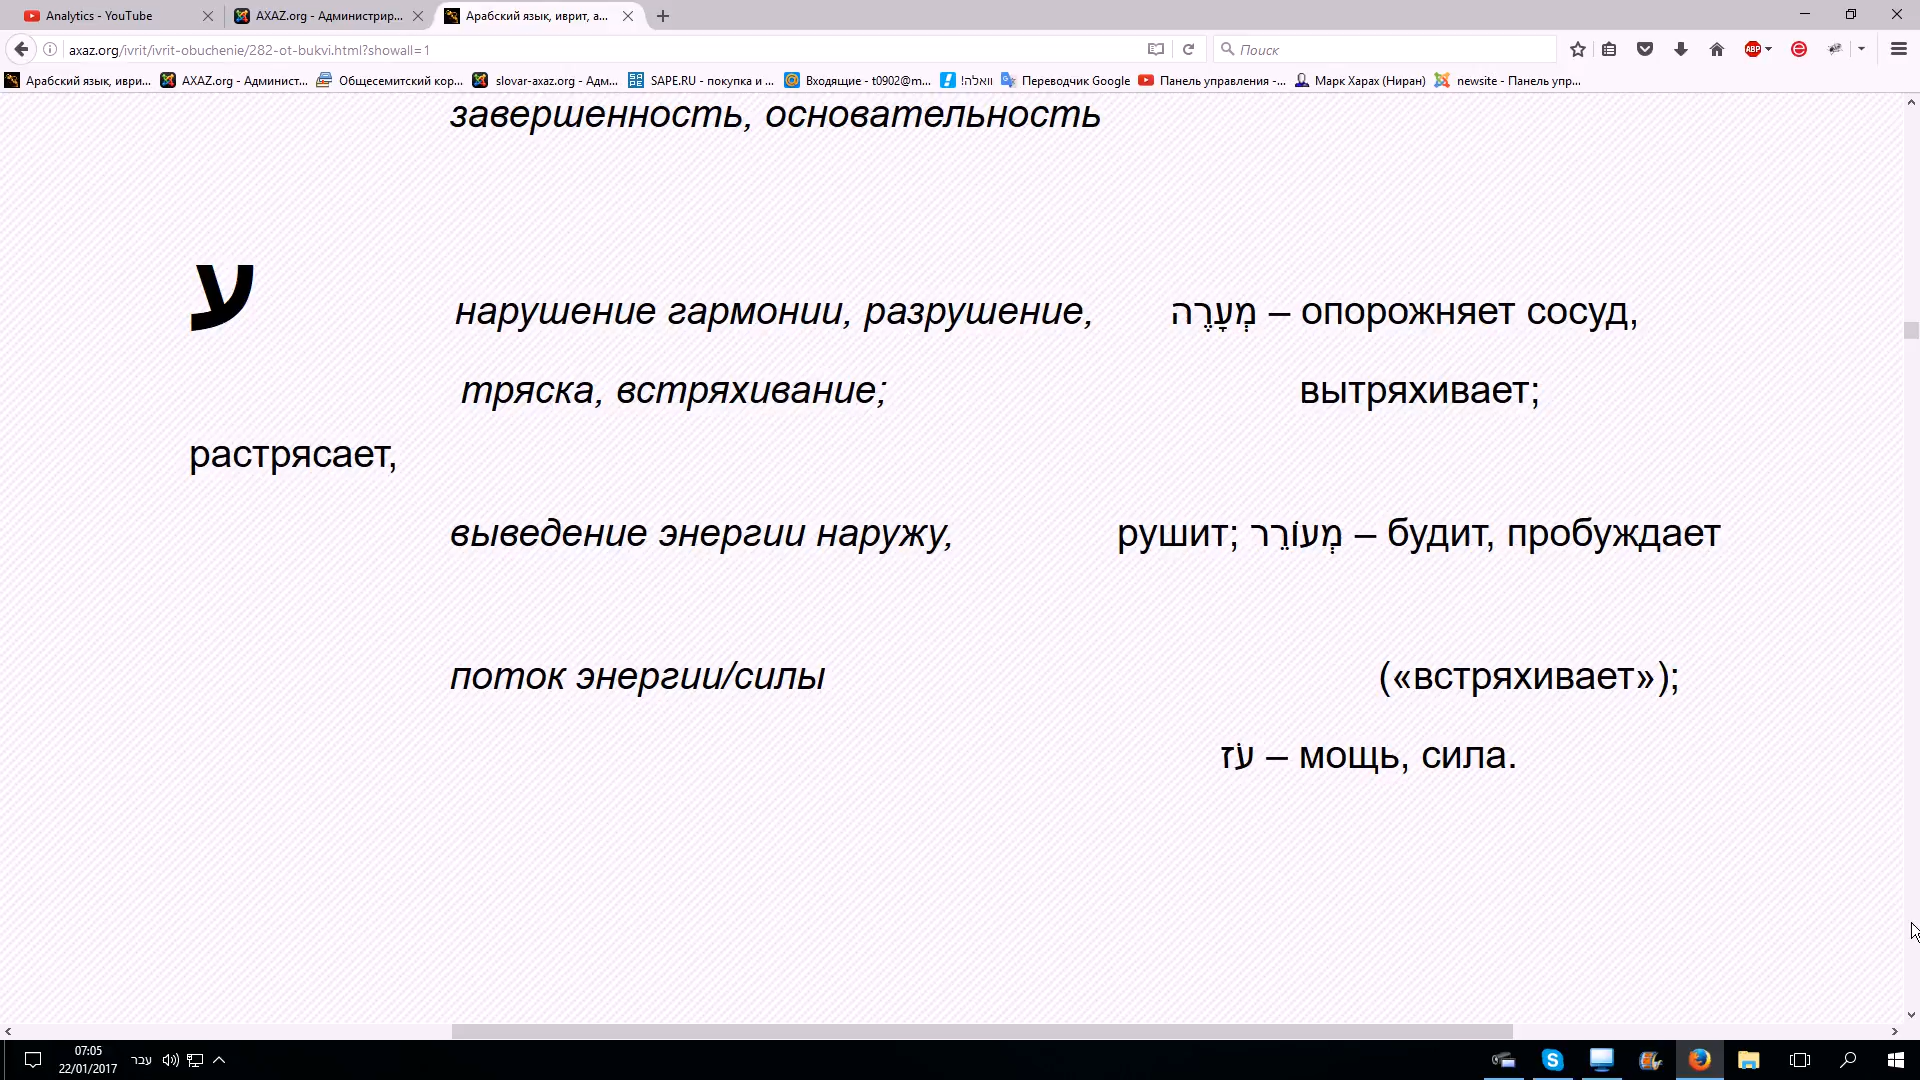 Analytics - YouTube
AXAZ.org - Администрир...
Арабский язык, иврит, а...
axaz.org/ivrit/ivrit-obuchenie/282-ot-bukvi.html?showall=1
Поиск
ABP
Арабский язык, иври...
AXAZ.org - Админист...
Общесемитский кор...
slovar-axaz.org - Адм...
SAPE.RU - покупка и ...
Входящие - t0902@m...
וואלה!
Переводчик Google
Панель управления -...
Марк Харах (Ниран)
newsite - Панель упр...
завершенность, основательность
ע
нарушение гармонии, разрушение, מְעָרֶה – опорожняет сосуд,
тряска, встряхивание; вытряхивает;
растрясает,
выведение энергии наружу, рушит; מְעוֹרֵר – будит, пробуждает
поток энергии/силы («встряхивает»);
עֹז – мощь, сила.
07:05
22/01/2017
עבר